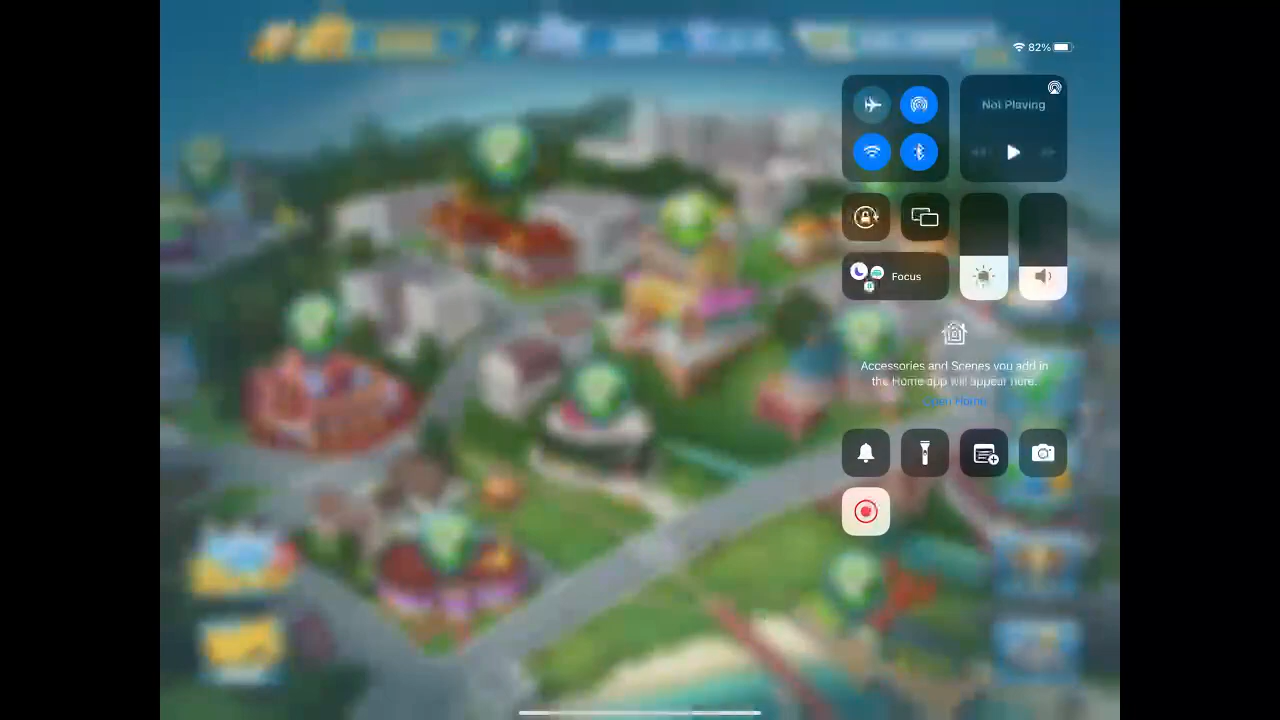 82%
Not Playing
Focus
Accessories and Scenes you add in
the Home app will appear here.
Open Home